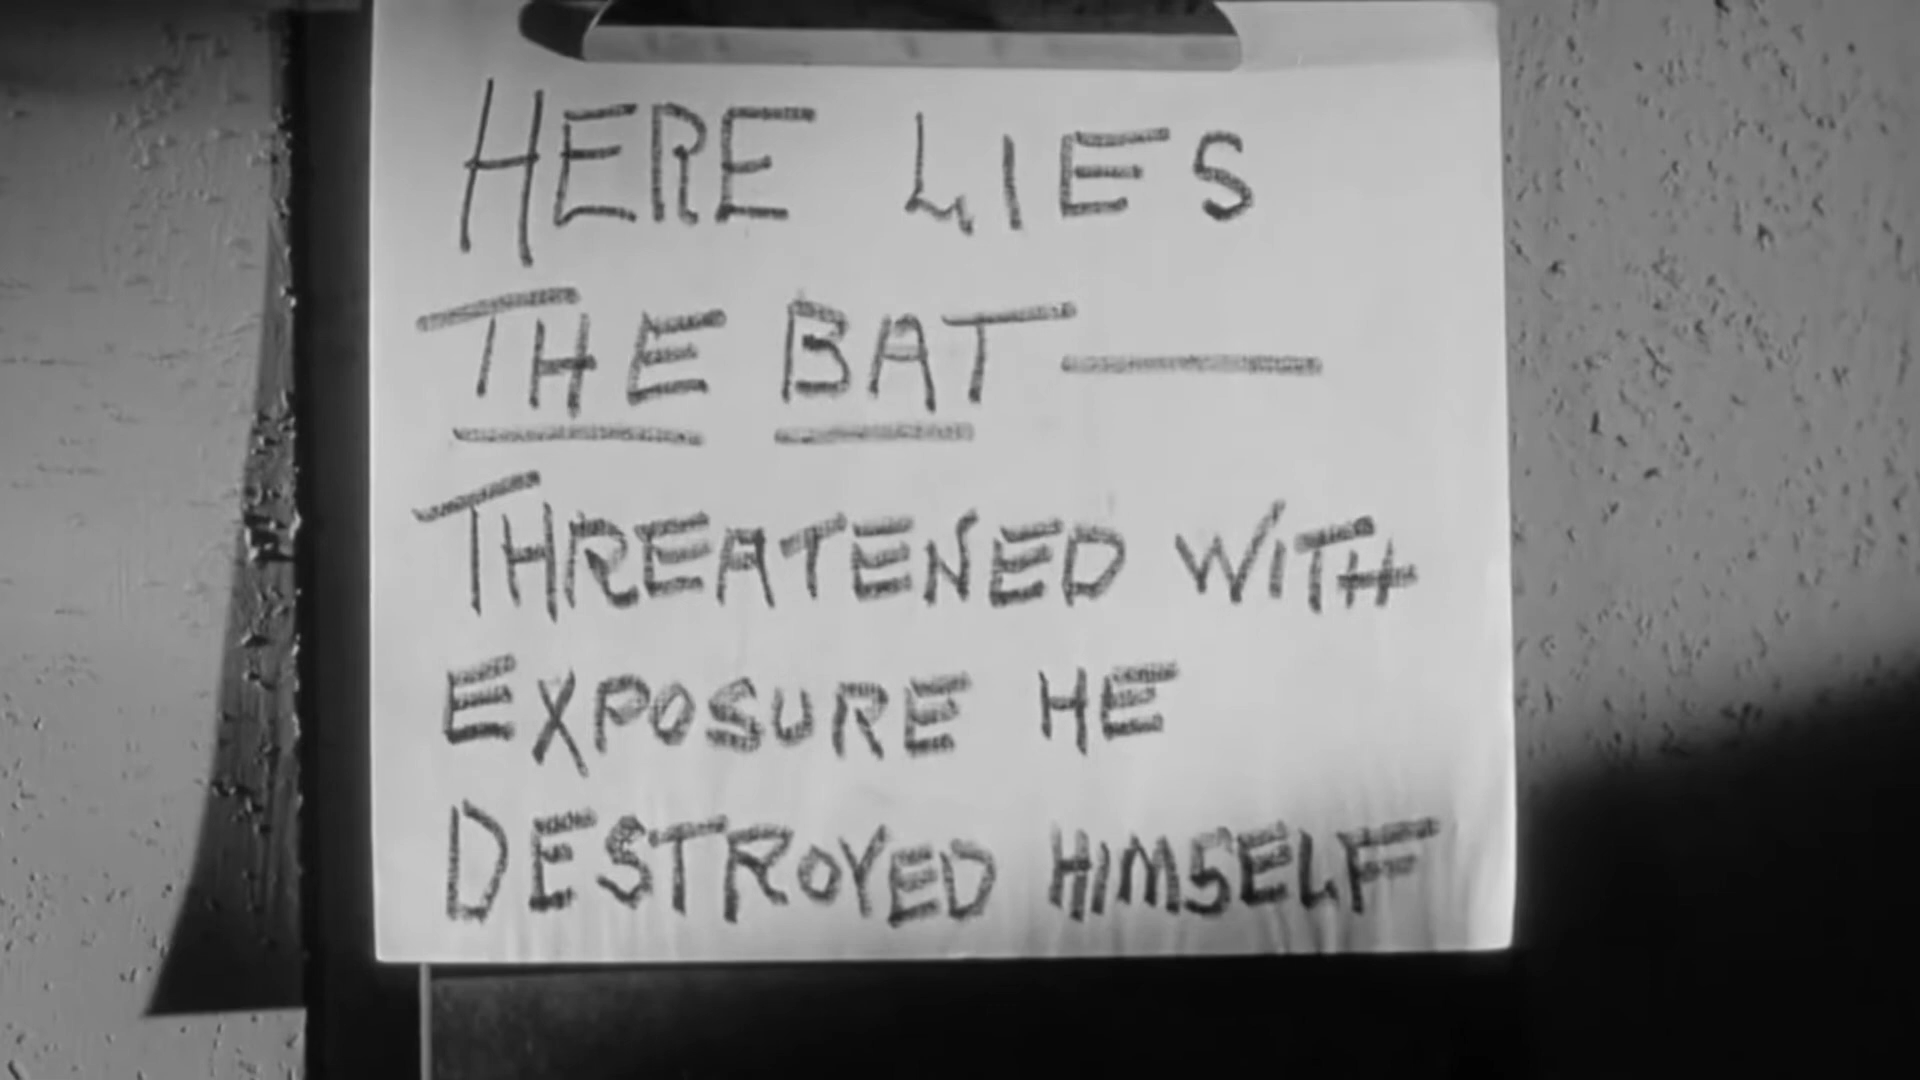 HERE LIES
THE BAT —
THREATENED WITH
EXPOSURE HE
DESTROYED HIMSELF